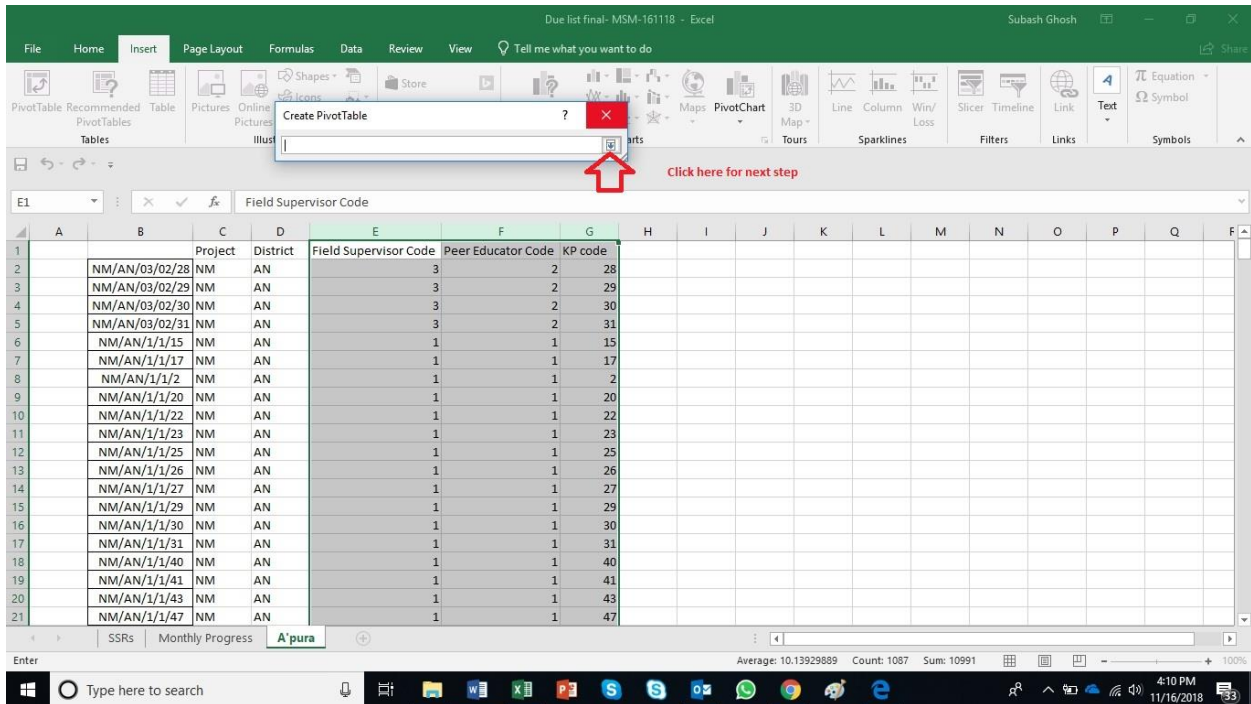 Due list final- MSM-161118 - Excel
Subash Ghosh
File Home Insert Page Layout Formulas Data Review View Tell me what you want to do Share
PivotTable Recommended PivotTables Table Pictures Online Pictures Shapes Icons Store Maps PivotChart 3D Map Line Column Win/Loss Slicer Timeline Link Text Equation Symbol
Tables Tours Sparklines Filters Links Symbols
Create PivotTable ?
Click here for next step
E1 fx Field Supervisor Code
A B C D E F G H I J K L M N O P Q
1 Project District Field Supervisor Code Peer Educator Code KP code
2 NM/AN/03/02/28 NM AN 3 2 28
3 NM/AN/03/02/29 NM AN 3 2 29
4 NM/AN/03/02/30 NM AN 3 2 30
5 NM/AN/03/02/31 NM AN 3 2 31
6 NM/AN/1/1/15 NM AN 1 1 15
7 NM/AN/1/1/17 NM AN 1 1 17
8 NM/AN/1/1/2 NM AN 1 1 2
9 NM/AN/1/1/20 NM AN 1 1 20
10 NM/AN/1/1/22 NM AN 1 1 22
11 NM/AN/1/1/23 NM AN 1 1 23
12 NM/AN/1/1/25 NM AN 1 1 25
13 NM/AN/1/1/26 NM AN 1 1 26
14 NM/AN/1/1/27 NM AN 1 1 27
15 NM/AN/1/1/29 NM AN 1 1 29
16 NM/AN/1/1/30 NM AN 1 1 30
17 NM/AN/1/1/31 NM AN 1 1 31
18 NM/AN/1/1/40 NM AN 1 1 40
19 NM/AN/1/1/41 NM AN 1 1 41
20 NM/AN/1/1/43 NM AN 1 1 43
21 NM/AN/1/1/47 NM AN 1 1 47
SSRs Monthly Progress A'pura
Enter Average: 10.13929889 Count: 1087 Sum: 10991 100%
Type here to search 4:10 PM
11/16/2018 33